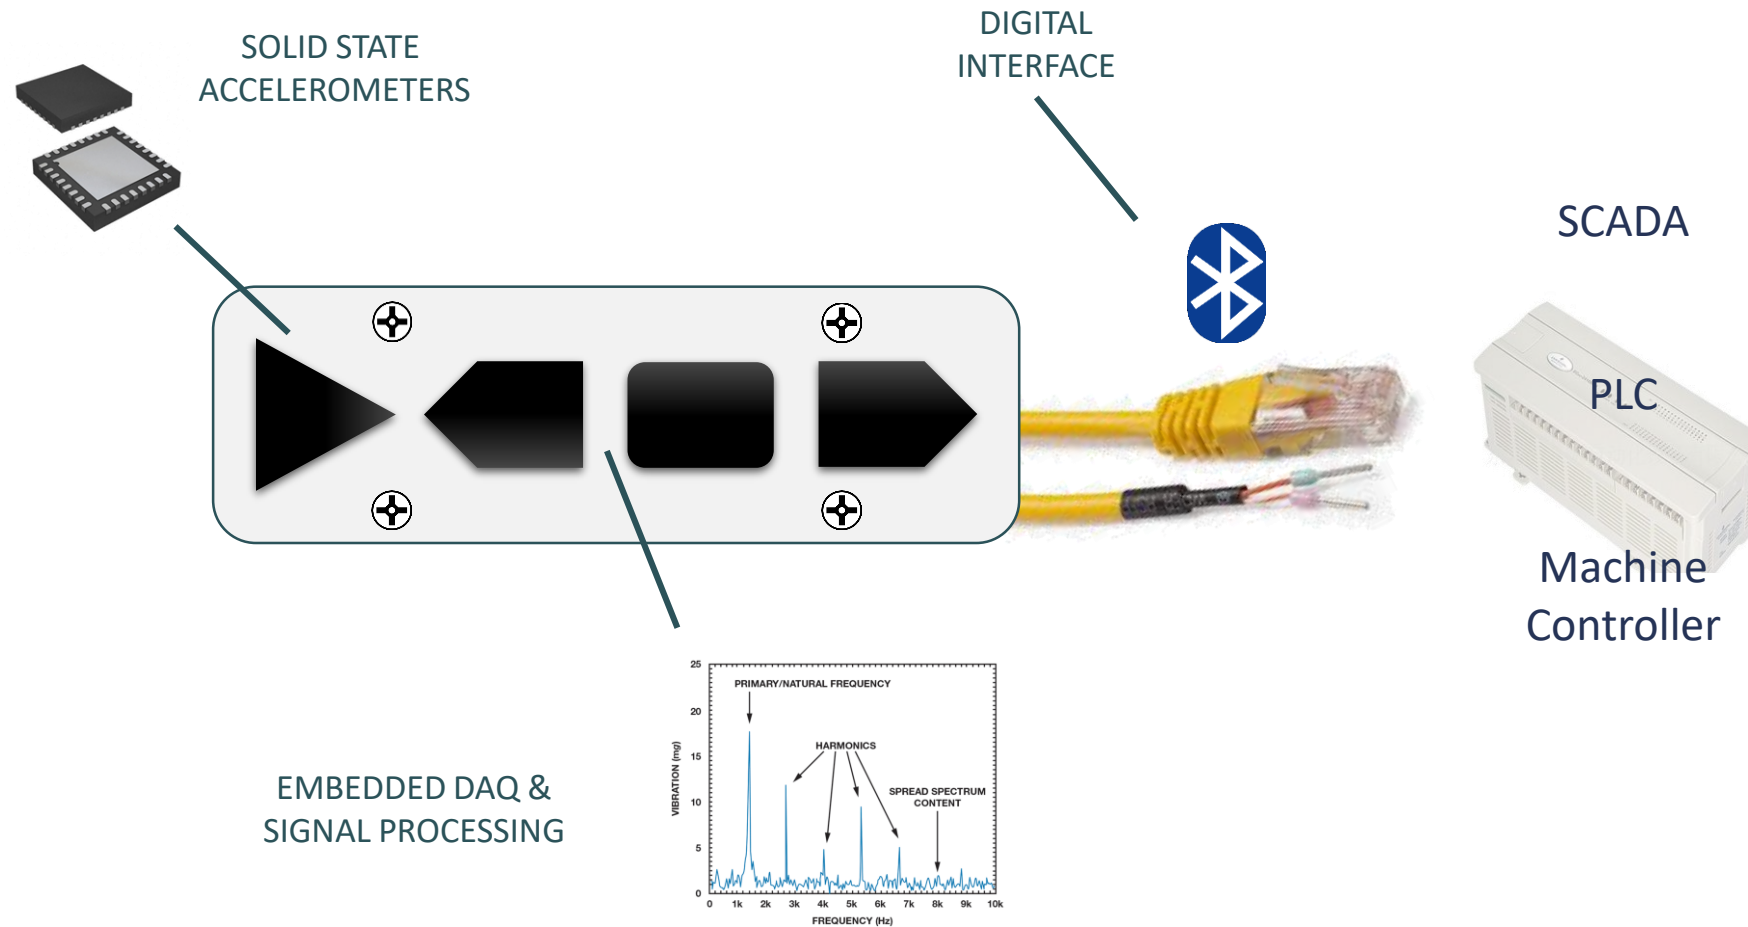 SOLID STATE
ACCELEROMETERS
DIGITAL
INTERFACE
SCADA
PLC
Machine
Controller
EMBEDDED DAQ &
SIGNAL PROCESSING
25
20
15
10
5
0
VIBRATION (mg)
PRIMARY/NATURAL FREQUENCY
HARMONICS
SPREAD SPECTRUM
CONTENT
0 1k 2k 3k 4k 5k 6k 7k 8k 9k 10k
FREQUENCY (Hz)